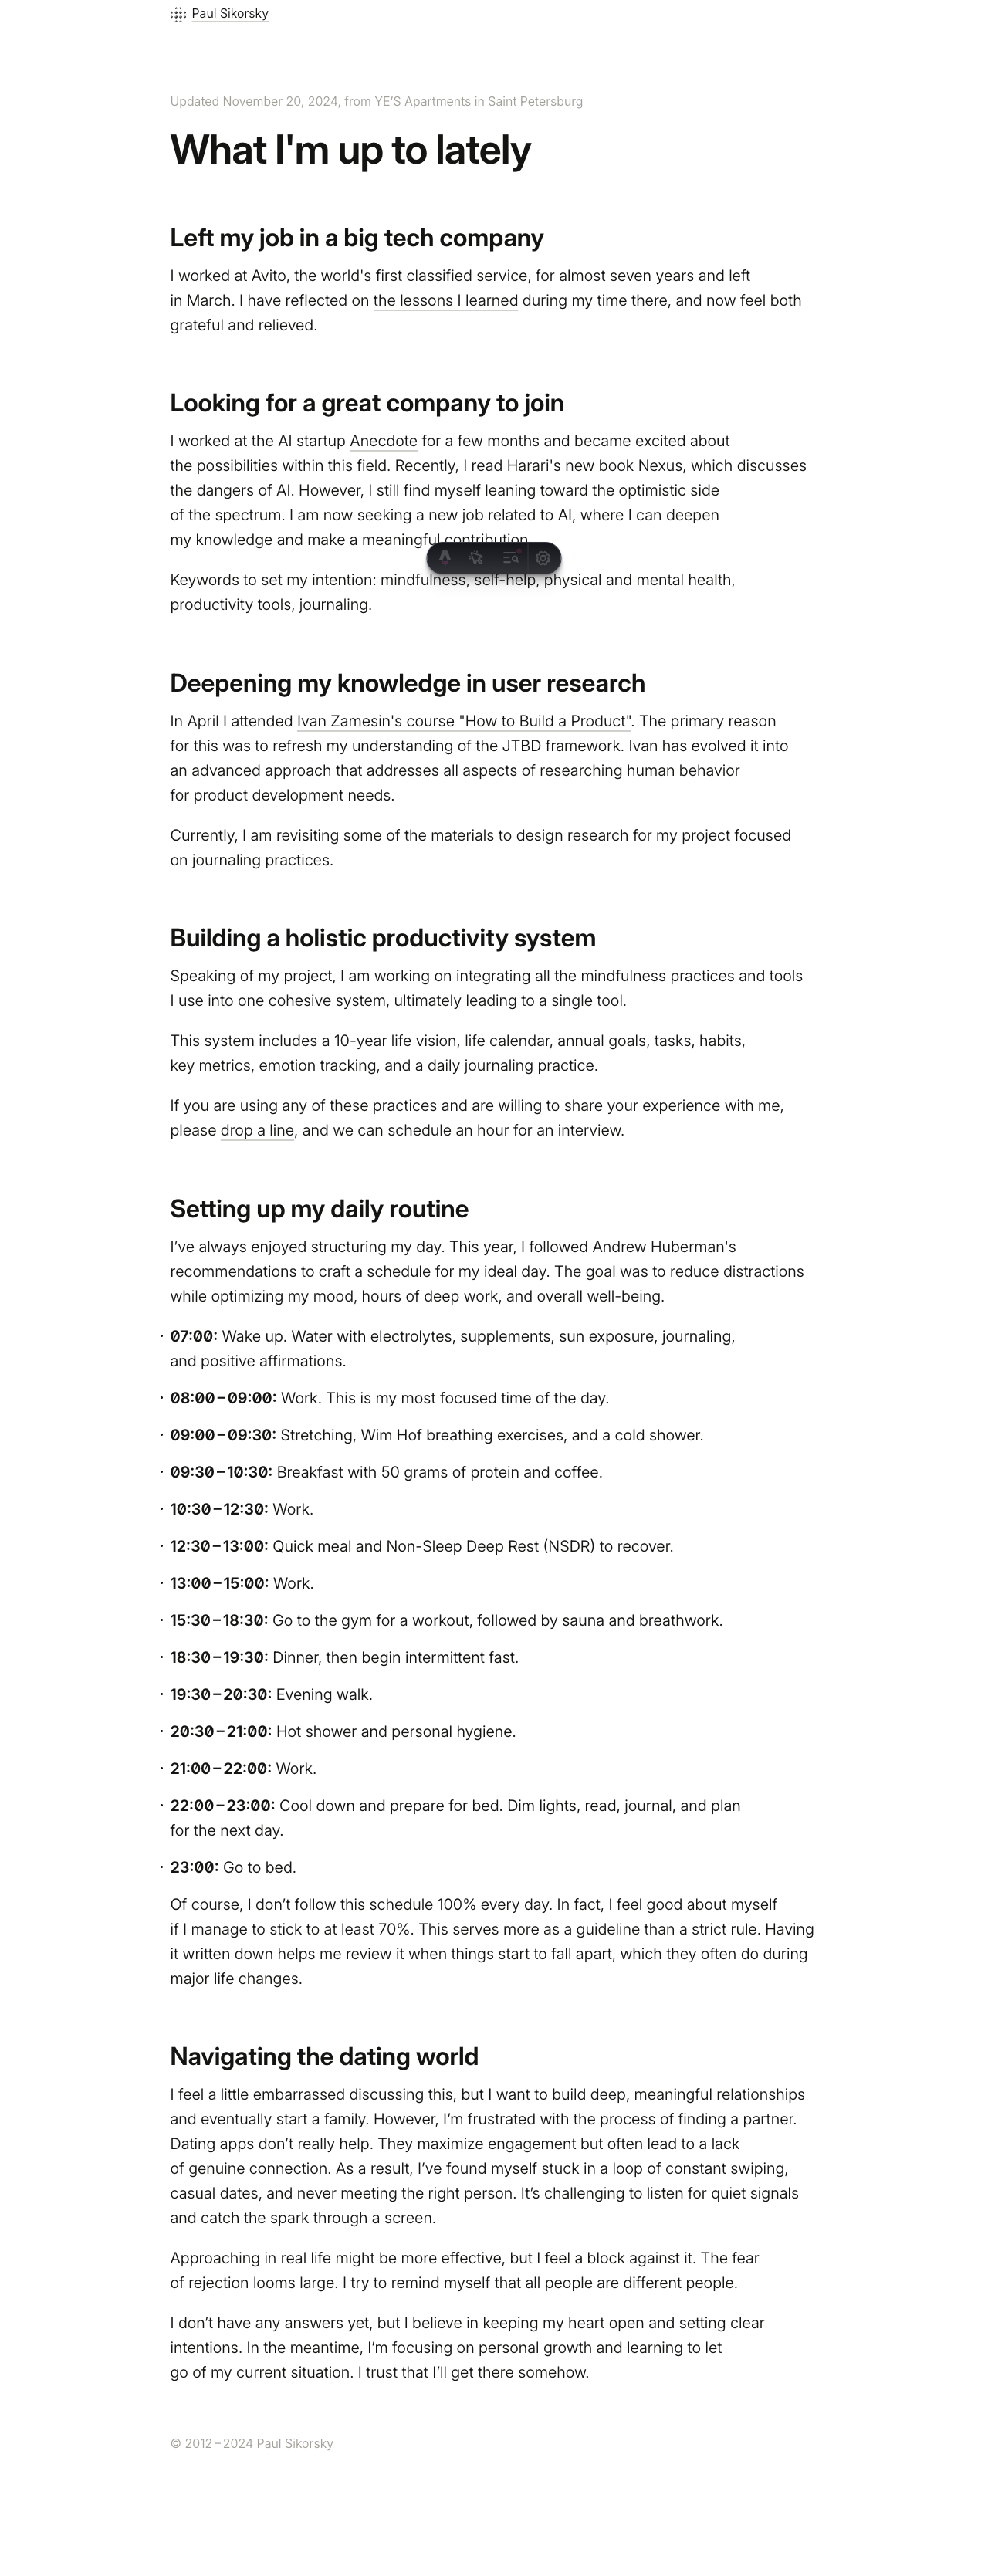 Paul Sikorsky
Updated November 20, 2024, from YE'S Apartments in Saint Petersburg
What I'm up to lately
Left my job in a big tech company
I worked at Avito, the world's first classified service, for almost seven years and left
in March. I have reflected on the lessons I learned during my time there, and now feel both
grateful and relieved.
Looking for a great company to join
I worked at the AI startup Anecdote for a few months and became excited about
the possibilities within this field. Recently, I read Harari's new book Nexus, which discusses
the dangers of AI. However, I still find myself leaning toward the optimistic side
of the spectrum. I am now seeking a new job related to AI, where I can deepen
my knowledge and make a meaningful contribution.
Keywords to set my intention: mindfulness, self-help, physical and mental health,
productivity tools, journaling.
Deepening my knowledge in user research
In April I attended Ivan Zamesin's course "How to Build a Product". The primary reason
for this was to refresh my understanding of the JTBD framework. Ivan has evolved it into
an advanced approach that addresses all aspects of researching human behavior
for product development needs.
Currently, I am revisiting some of the materials to design research for my project focused
on journaling practices.
Building a holistic productivity system
Speaking of my project, I am working on integrating all the mindfulness practices and tools
I use into one cohesive system, ultimately leading to a single tool.
This system includes a 10-year life vision, life calendar, annual goals, tasks, habits,
key metrics, emotion tracking, and a daily journaling practice.
If you are using any of these practices and are willing to share your experience with me,
please drop a line, and we can schedule an hour for an interview.
Setting up my daily routine
I’ve always enjoyed structuring my day. This year, I followed Andrew Huberman's
recommendations to craft a schedule for my ideal day. The goal was to reduce distractions
while optimizing my mood, hours of deep work, and overall well-being.
· 07:00: Wake up. Water with electrolytes, supplements, sun exposure, journaling,
and positive affirmations.
· 08:00–09:00: Work. This is my most focused time of the day.
· 09:00–09:30: Stretching, Wim Hof breathing exercises, and a cold shower.
· 09:30–10:30: Breakfast with 50 grams of protein and coffee.
· 10:30–12:30: Work.
· 12:30–13:00: Quick meal and Non-Sleep Deep Rest (NSDR) to recover.
· 13:00–15:00: Work.
· 15:30–18:30: Go to the gym for a workout, followed by sauna and breathwork.
· 18:30–19:30: Dinner, then begin intermittent fast.
· 19:30–20:30: Evening walk.
· 20:30–21:00: Hot shower and personal hygiene.
· 21:00–22:00: Work.
· 22:00–23:00: Cool down and prepare for bed. Dim lights, read, journal, and plan
for the next day.
· 23:00: Go to bed.
Of course, I don’t follow this schedule 100% every day. In fact, I feel good about myself
if I manage to stick to at least 70%. This serves more as a guideline than a strict rule. Having
it written down helps me review it when things start to fall apart, which they often do during
major life changes.
Navigating the dating world
I feel a little embarrassed discussing this, but I want to build deep, meaningful relationships
and eventually start a family. However, I’m frustrated with the process of finding a partner.
Dating apps don’t really help. They maximize engagement but often lead to a lack
of genuine connection. As a result, I’ve found myself stuck in a loop of constant swiping,
casual dates, and never meeting the right person. It’s challenging to listen for quiet signals
and catch the spark through a screen.
Approaching in real life might be more effective, but I feel a block against it. The fear
of rejection looms large. I try to remind myself that all people are different people.
I don’t have any answers yet, but I believe in keeping my heart open and setting clear
intentions. In the meantime, I’m focusing on personal growth and learning to let
go of my current situation. I trust that I’ll get there somehow.
© 2012–2024 Paul Sikorsky